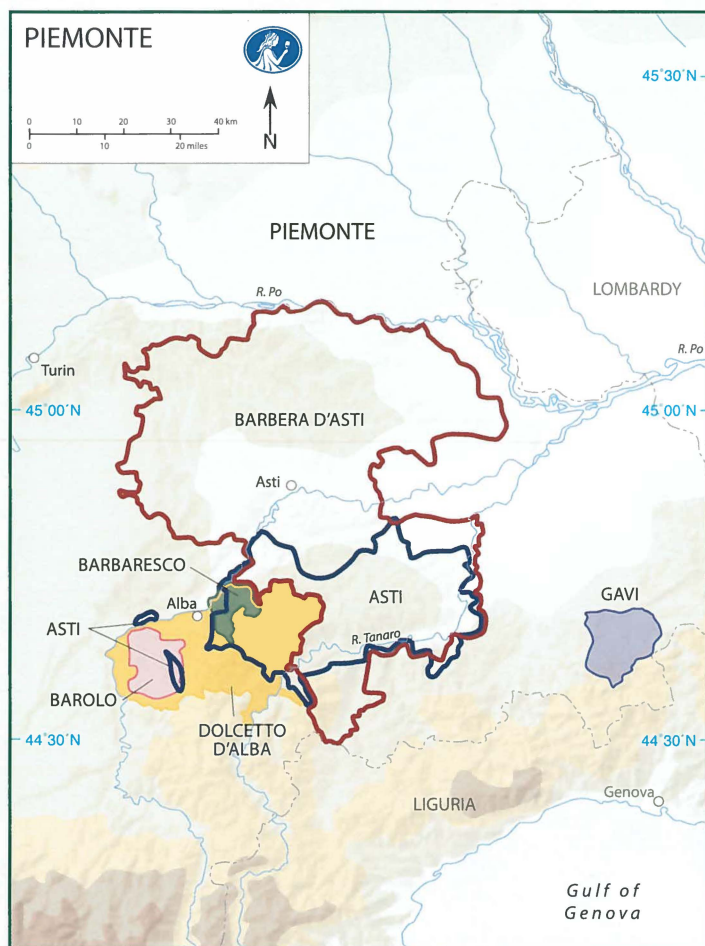 PIEMONTE
0 10 20 30 40 km
0 10 20 miles
N
45°30'N
PIEMONTE
LOMBARDY
R. Po
R. Po
Turin
45°00'N
45°00'N
BARBERA D'ASTI
Asti
BARBARESCO
Alba
ASTI
GAVI
ASTI
R. Tanaro
BAROLO
DOLCETTO
D'ALBA
44°30'N
44°30'N
LIGURIA
Genova
Gulf of
Genova